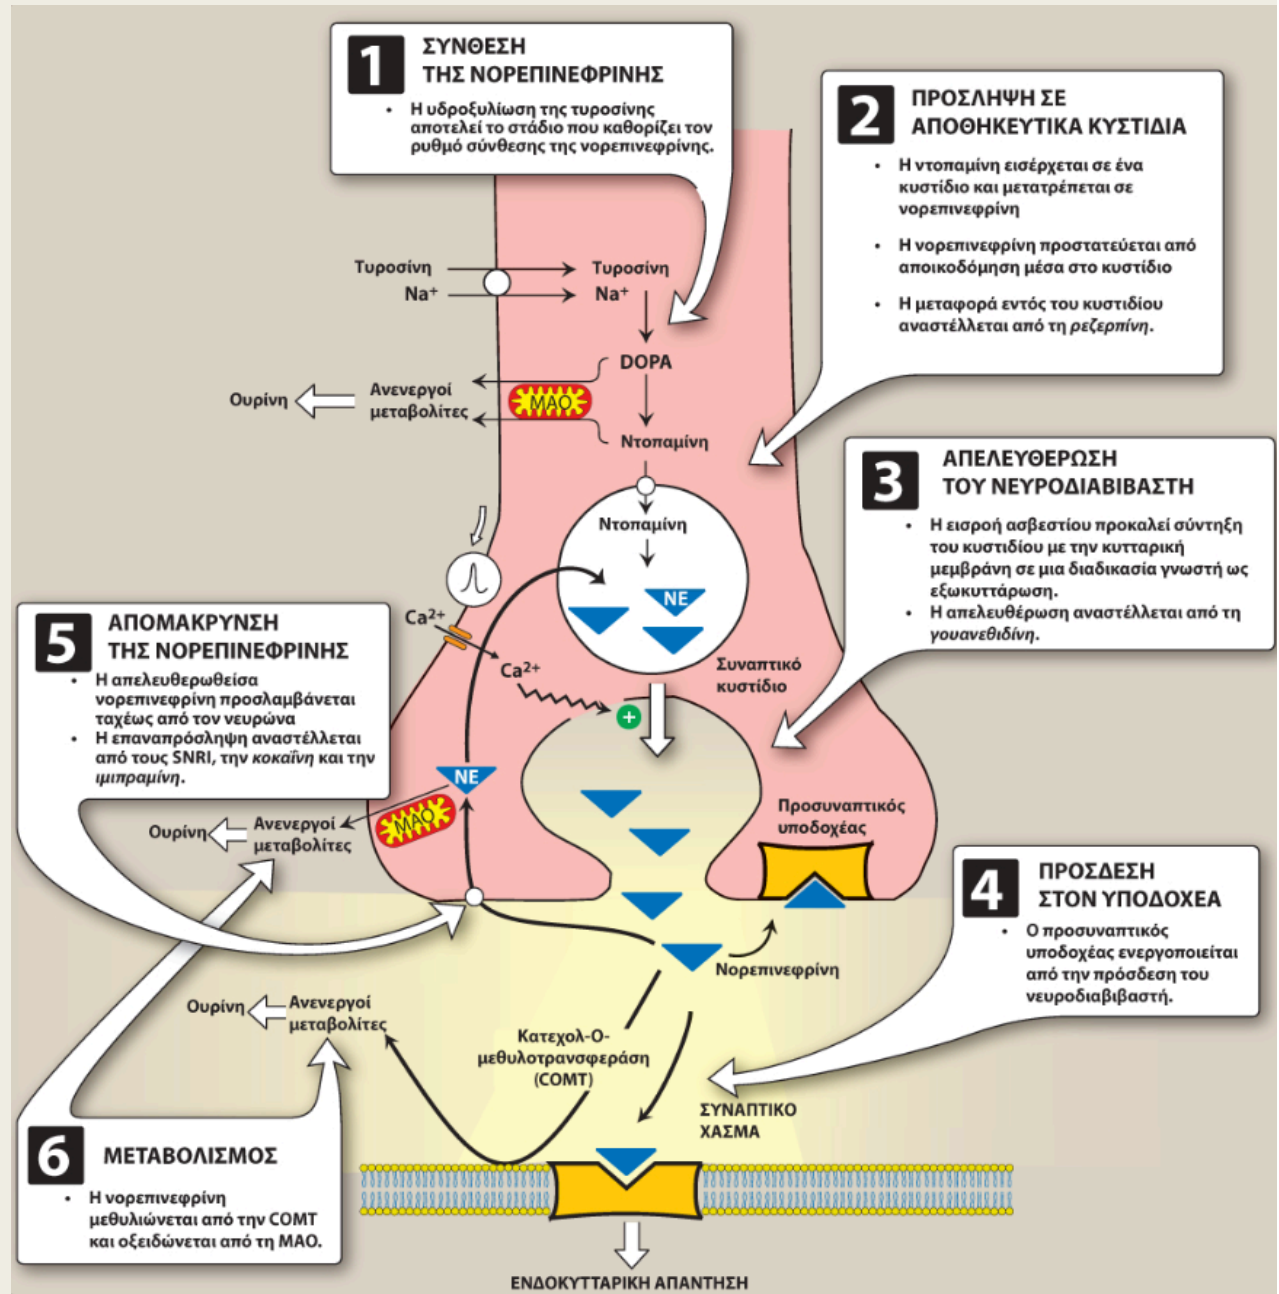 1
ΣΥΝΘΕΣΗ
ΤΗΣ ΝΟΡΕΠΙΝΕΦΡΙΝΗΣ
• Η υδροξυλίωση της τυροσίνης
αποτελεί το στάδιο που καθορίζει τον
ρυθμό σύνθεσης της νορεπινεφρίνης.
2
ΠΡΟΣΛΗΨΗ ΣΕ
ΑΠΟΘΗΚΕΥΤΙΚΑ ΚΥΣΤΙΔΙΑ
• Η ντοπαμίνη εισέρχεται σε ένα
κυστίδιο και μετατρέπεται σε
νορεπινεφρίνη
• Η νορεπινεφρίνη προστατεύεται από
αποικοδόμηση μέσα στο κυστίδιο
• Η μεταφορά εντός του κυστιδίου
αναστέλλεται από τη ρεζερπίνη.
Τυροσίνη
Na⁺
Τυροσίνη
Na⁺
DOPA
MAO
Ανενεργοί
μεταβολίτες
Ουρίνη
Ντοπαμίνη
Ντοπαμίνη
NE
Συναπτικό
κυστίδιο
3
ΑΠΕΛΕΥΘΕΡΩΣΗ
ΤΟΥ ΝΕΥΡΟΔΙΑΒΙΒΑΣΤΗ
• Η εισροή ασβεστίου προκαλεί σύντηξη
του κυστιδίου με την κυτταρική
μεμβράνη σε μια διαδικασία γνωστή ως
εξωκυττάρωση.
• Η απελευθέρωση αναστέλλεται από τη
γουανεθιδίνη.
Ca²⁺
Ca²⁺
+
5
ΑΠΟΜΑΚΡΥΝΣΗ
ΤΗΣ ΝΟΡΕΠΙΝΕΦΡΙΝΗΣ
• Η απελευθερωθείσα
νορεπινεφρίνη προσλαμβάνεται
ταχέως από τον νευρώνα
• Η επαναπρόσληψη αναστέλλεται
από τους SNRI, την κοκαΐνη και την
ιμιπραμίνη.
NE
MAO
Ουρίνη
Ανενεργοί
μεταβολίτες
Προσυναπτικός
υποδοχέας
4
ΠΡΟΣΔΕΣΗ
ΣΤΟΝ ΥΠΟΔΟΧΕΑ
• Ο προσυναπτικός
υποδοχέας ενεργοποιείται
από την πρόσδεση του
νευροδιαβιβαστή.
Νορεπινεφρίνη
Ουρίνη
Ανενεργοί
μεταβολίτες
Κατεχολ-Ο-
μεθυλοτρανσφεράση
(COMT)
ΣΥΝΑΠΤΙΚΟ
ΧΑΣΜΑ
6
ΜΕΤΑΒΟΛΙΣΜΟΣ
• Η νορεπινεφρίνη
μεθυλιώνεται από την COMT
και οξειδώνεται από τη MAO.
ΕΝΔΟΚΥΤΤΑΡΙΚΗ ΑΠΑΝΤΗΣΗ